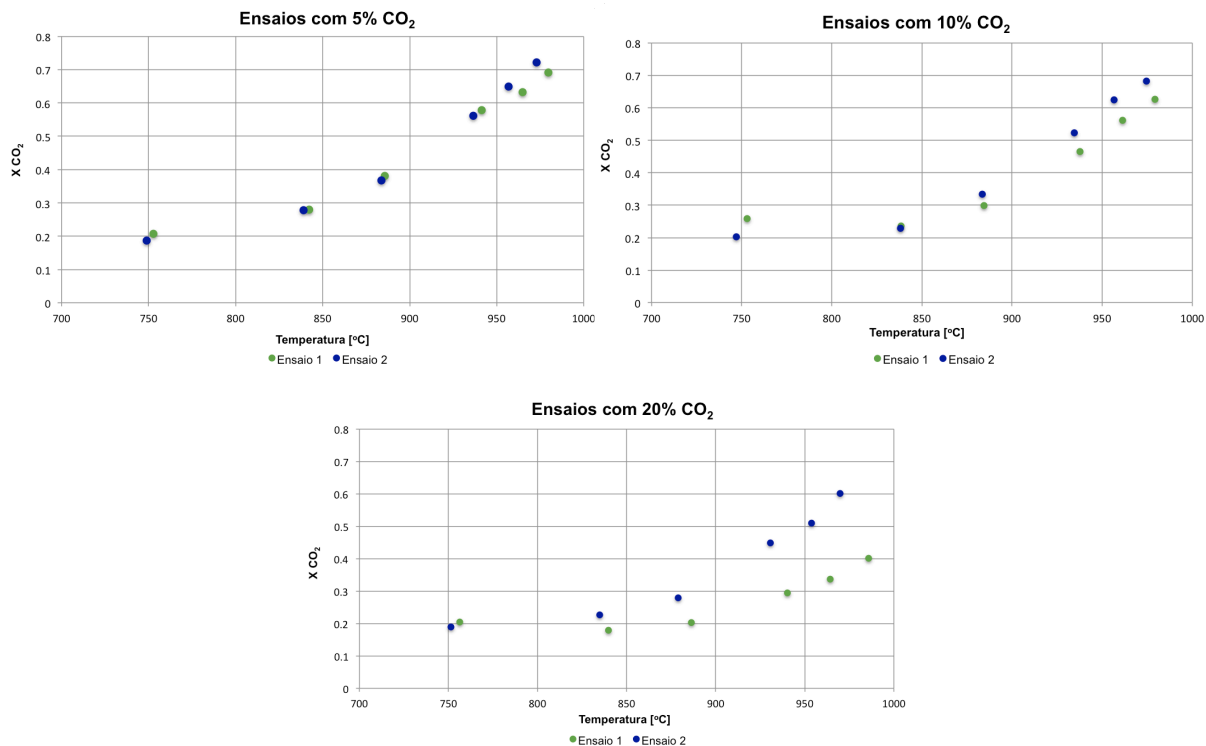 Ensaios com 5% CO₂
0.8
0.7
0.6
0.5
0.4
0.3
0.2
0.1
0
X CO₂
700 750 800 850 900 950 1000
Temperatura [ºC]
Ensaio 1 Ensaio 2
Ensaios com 10% CO₂
0.8
0.7
0.6
0.5
0.4
0.3
0.2
0.1
0
X CO₂
700 750 800 850 900 950 1000
Temperatura [ºC]
Ensaio 1 Ensaio 2
Ensaios com 20% CO₂
0.8
0.7
0.6
0.5
0.4
0.3
0.2
0.1
0
X CO₂
700 750 800 850 900 950 1000
Temperatura [ºC]
Ensaio 1 Ensaio 2